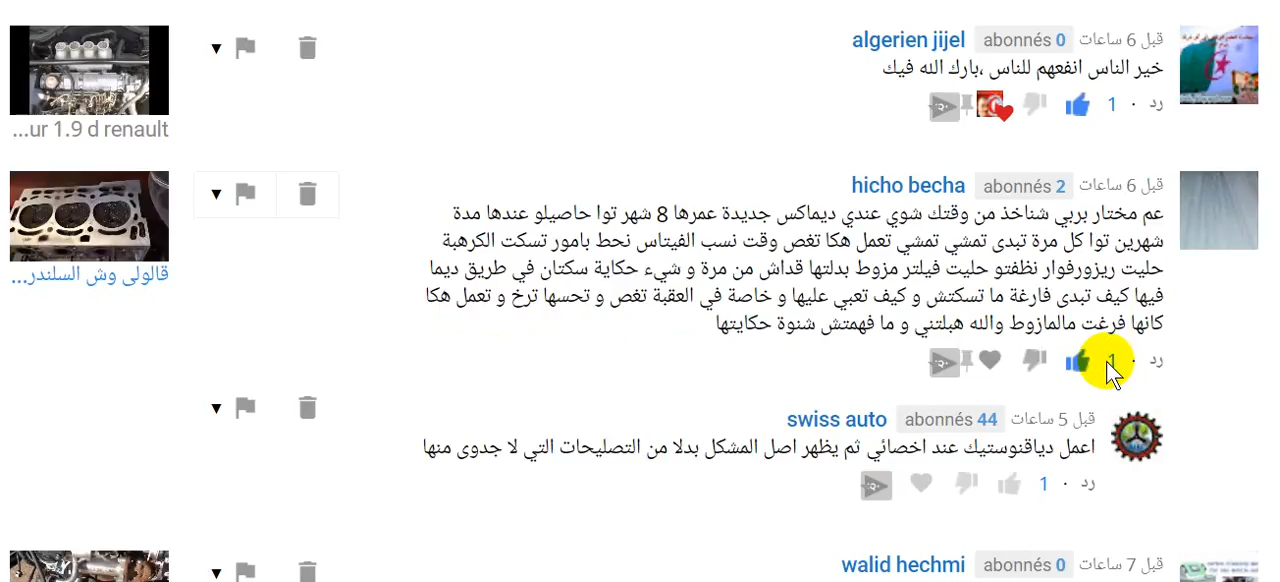 algerien jijel abonnés 0 قبل 6 ساعات
خير الناس انفعهم للناس ،بارك الله فيك
رد · 1
...ur 1.9 d renault
hicho becha abonnés 2 قبل 6 ساعات
عم مختار بربي شناخذ من وقتك شوي عندي ديماكس جديدة عمرها 8 شهر توا حاصيلو عندها مدة
شهرين توا كل مرة تبدى تمشي تمشي تعمل هكا تغص وقت نسب الفيتاس نحط بامور تسكت الكرهبة
حليت ريزورفوار نظفتو حليت فيلتر مزوط بدلتها قداش من مرة و شيء حكاية سكتان في طريق ديما
فيها كيف تبدى فارغة ما تسكتش و كيف تعبي عليها و خاصة في العقبة تغص و تحسها ترخ و تعمل هكا
كانها فرغت مالمازوط والله هبلتني و ما فهمتش شنوة حكايتها
رد · 1
قالولى وش السلندر...
swiss auto abonnés 44 قبل 5 ساعات
اعمل دياقنوستيك عند اخصائي ثم يظهر اصل المشكل بدلا من التصليحات التي لا جدوى منها
رد · 1
walid hechmi abonnés 0 قبل 7 ساعات